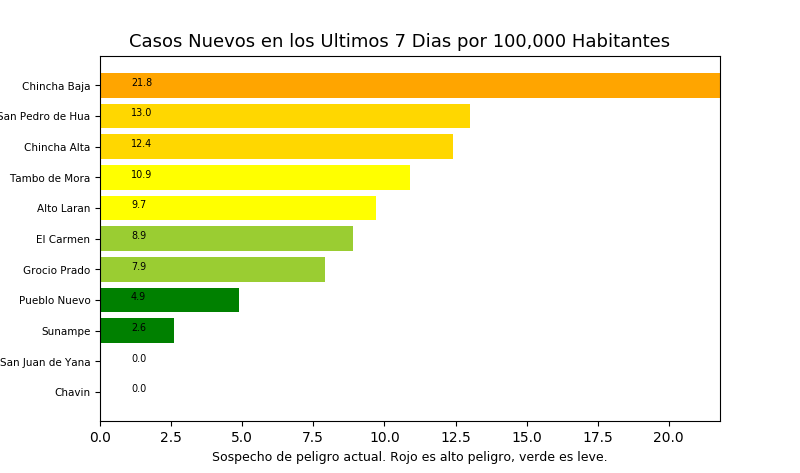 Casos Nuevos en los Ultimos 7 Dias por 100,000 Habitantes
Chincha Baja 21.8
San Pedro de Hua 13.0
Chincha Alta 12.4
Tambo de Mora 10.9
Alto Laran 9.7
El Carmen 8.9
Grocio Prado 7.9
Pueblo Nuevo 4.9
Sunampe 2.6
San Juan de Yana 0.0
Chavin 0.0
0.0 2.5 5.0 7.5 10.0 12.5 15.0 17.5 20.0
Sospecho de peligro actual. Rojo es alto peligro, verde es leve.